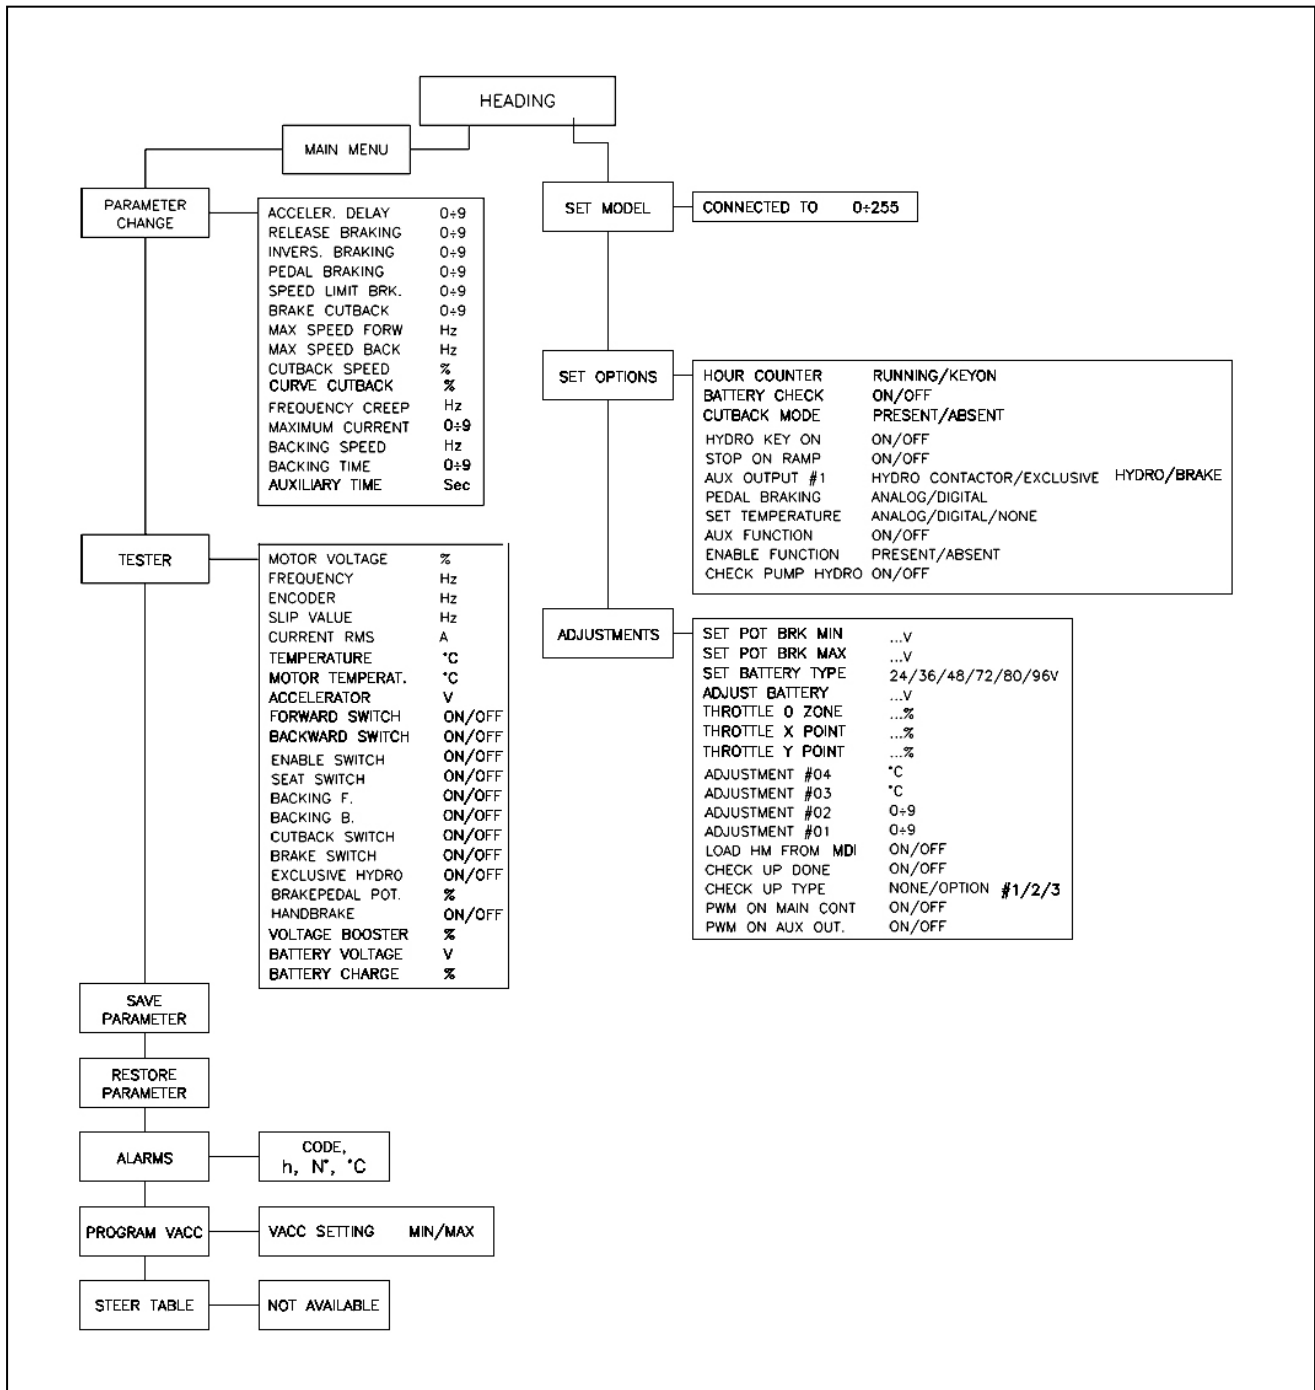 HEADING
MAIN MENU
PARAMETER
CHANGE
ACCELER. DELAY 0÷9
RELEASE BRAKING 0÷9
INVERS. BRAKING 0÷9
PEDAL BRAKING 0÷9
SPEED LIMIT BRK. 0÷9
BRAKE CUTBACK 0÷9
MAX SPEED FORW Hz
MAX SPEED BACK Hz
CUTBACK SPEED %
CURVE CUTBACK %
FREQUENCY CREEP Hz
MAXIMUM CURRENT 0÷9
BACKING SPEED Hz
BACKING TIME 0÷9
AUXILIARY TIME Sec
TESTER
MOTOR VOLTAGE %
FREQUENCY Hz
ENCODER Hz
SLIP VALUE Hz
CURRENT RMS A
TEMPERATURE °C
MOTOR TEMPERAT. °C
ACCELERATOR V
FORWARD SWITCH ON/OFF
BACKWARD SWITCH ON/OFF
ENABLE SWITCH ON/OFF
SEAT SWITCH ON/OFF
BACKING F. ON/OFF
BACKING B. ON/OFF
CUTBACK SWITCH ON/OFF
BRAKE SWITCH ON/OFF
EXCLUSIVE HYDRO ON/OFF
BRAKEPEDAL POT. %
HANDBRAKE ON/OFF
VOLTAGE BOOSTER %
BATTERY VOLTAGE V
BATTERY CHARGE %
SAVE
PARAMETER
RESTORE
PARAMETER
ALARMS
CODE,
h, N°, °C
PROGRAM VACC
VACC SETTING MIN/MAX
STEER TABLE
NOT AVAILABLE
SET MODEL
CONNECTED TO 0÷255
SET OPTIONS
HOUR COUNTER RUNNING/KEYON
BATTERY CHECK ON/OFF
CUTBACK MODE PRESENT/ABSENT
HYDRO KEY ON ON/OFF
STOP ON RAMP ON/OFF
AUX OUTPUT #1 HYDRO CONTACTOR/EXCLUSIVE HYDRO/BRAKE
PEDAL BRAKING ANALOG/DIGITAL
SET TEMPERATURE ANALOG/DIGITAL/NONE
AUX FUNCTION ON/OFF
ENABLE FUNCTION PRESENT/ABSENT
CHECK PUMP HYDRO ON/OFF
ADJUSTMENTS
SET POT BRK MIN ...V
SET POT BRK MAX ...V
SET BATTERY TYPE 24/36/48/72/80/96V
ADJUST BATTERY ...V
THROTTLE 0 ZONE ...%
THROTTLE X POINT ...%
THROTTLE Y POINT ...%
ADJUSTMENT #04 °C
ADJUSTMENT #03 °C
ADJUSTMENT #02 0÷9
ADJUSTMENT #01 0÷9
LOAD HM FROM MDI ON/OFF
CHECK UP DONE ON/OFF
CHECK UP TYPE NONE/OPTION #1/2/3
PWM ON MAIN CONT ON/OFF
PWM ON AUX OUT. ON/OFF